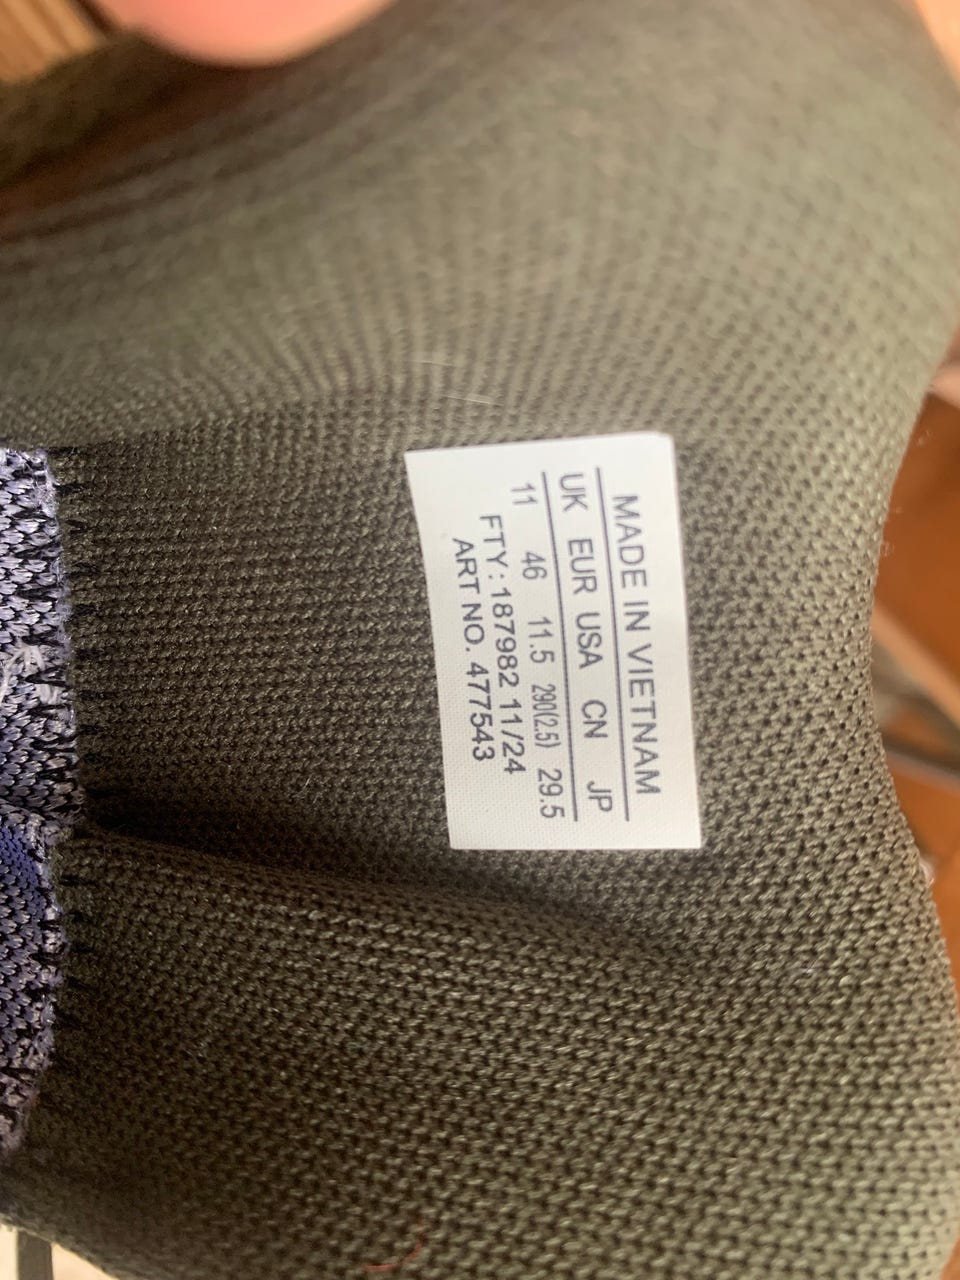 MADE IN VIETNAM
UK EUR USA CN JP
11 46 11.5 290(2.5) 29.5
FTY: 187982 11/24
ART NO. 477543